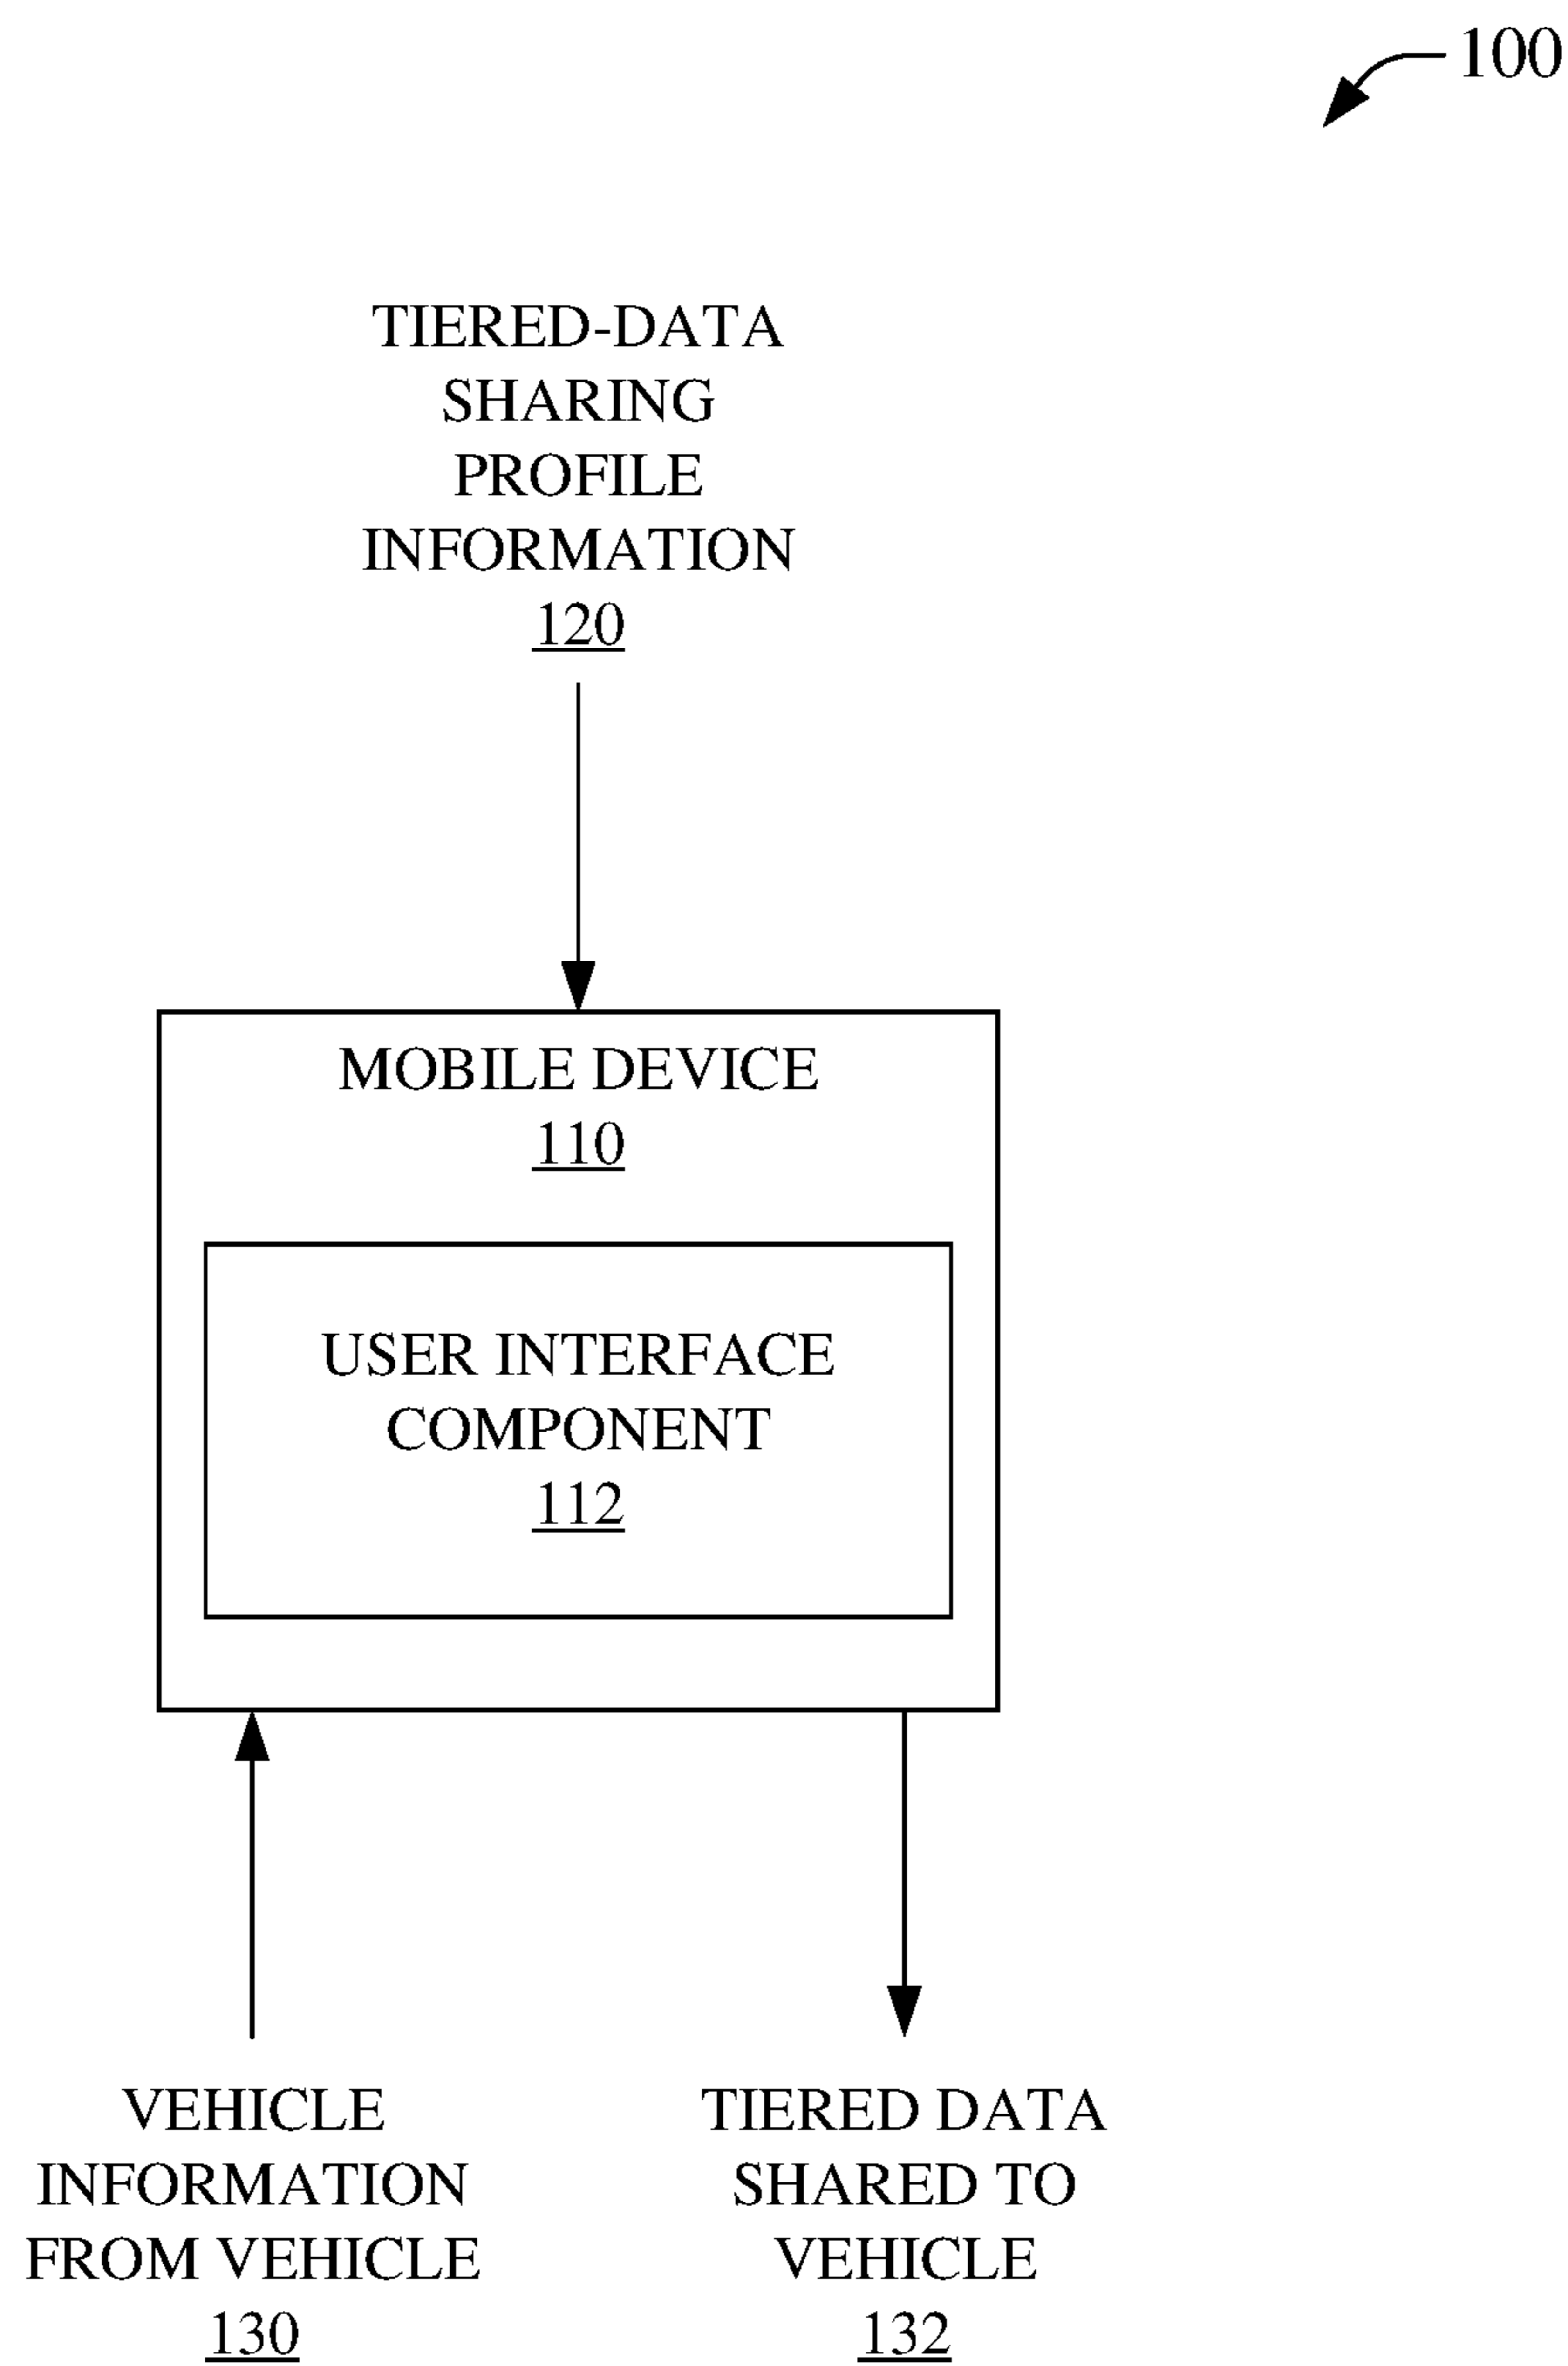 100
TIERED-DATA
SHARING
PROFILE
INFORMATION
120
MOBILE DEVICE
110
USER INTERFACE
COMPONENT
112
VEHICLE
INFORMATION
FROM VEHICLE
130
TIERED DATA
SHARED TO
VEHICLE
132